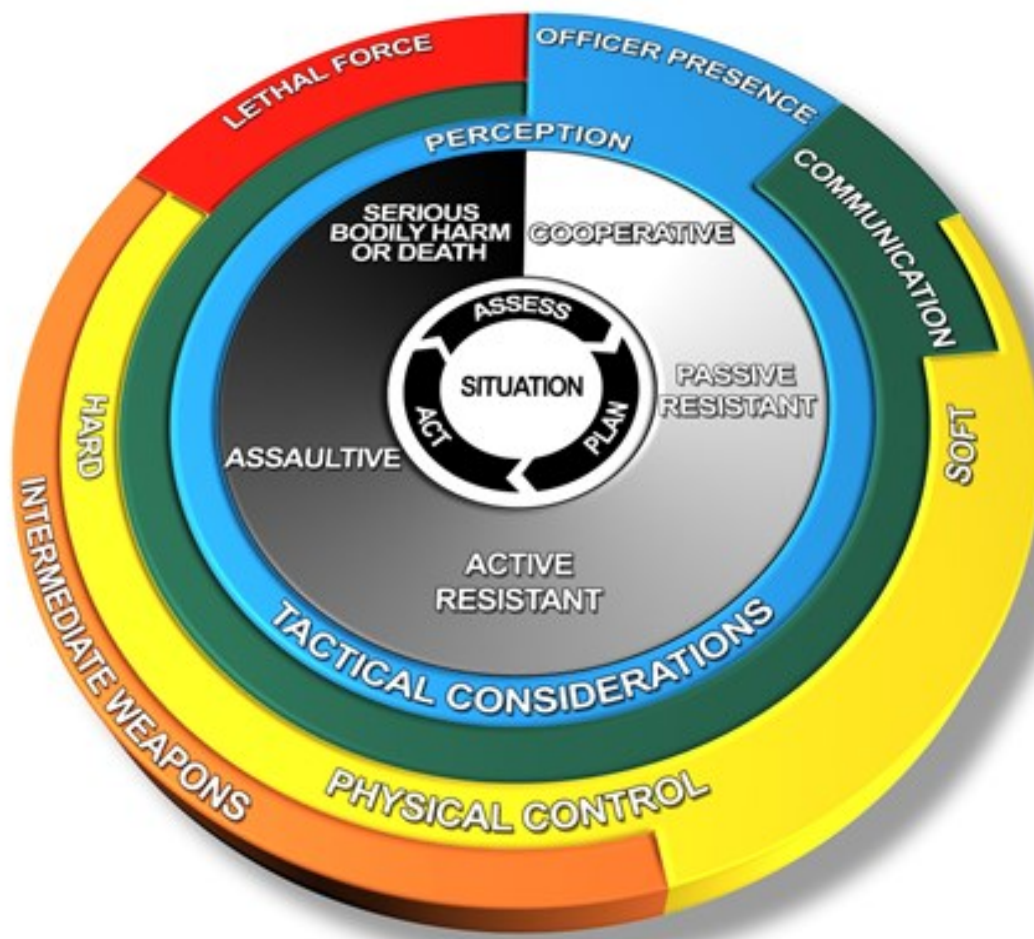 LETHAL FORCE
OFFICER PRESENCE
COMMUNICATION
PERCEPTION
SERIOUS
BODILY HARM
OR DEATH
COOPERATIVE
ASSESS
SITUATION
PLAN
ACT
PASSIVE
RESISTANT
HARD
SOFT
ASSAULTIVE
ACTIVE
RESISTANT
TACTICAL CONSIDERATIONS
INTERMEDIATE WEAPONS
PHYSICAL CONTROL